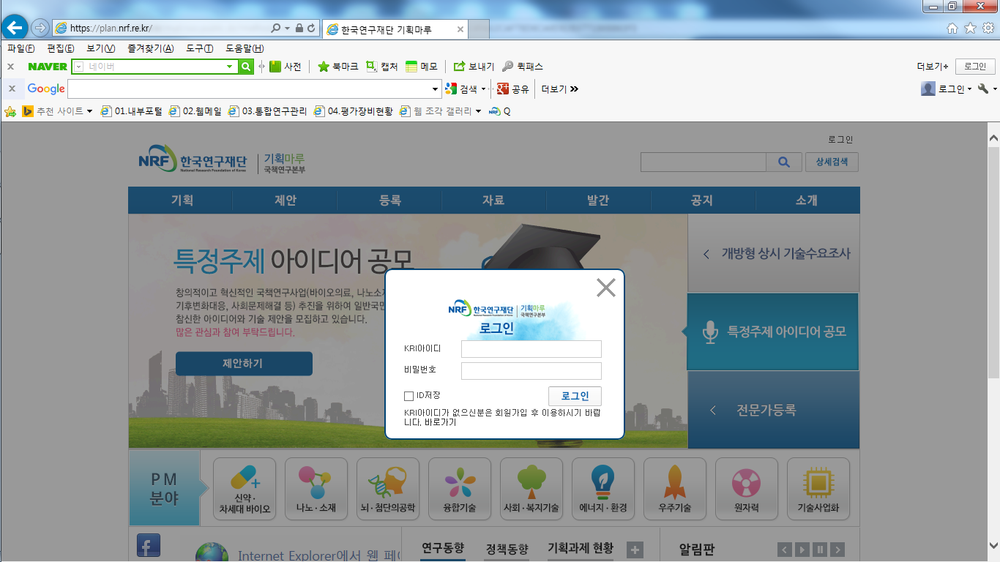 https://plan.nrf.re.kr/
한국연구재단 기획마루
파일(F) 편집(E) 보기(V) 즐겨찾기(A) 도구(T) 도움말(H)
NAVER 네이버 사전 북마크 캡처 메모 보내기 퀵패스 더보기+ 로그인
Google 검색 공유 더보기 로그인
추천 사이트 01.내부포털 02.웹메일 03.통합연구관리 04.평가장비현황 웹 조각 갤러리 Q
로그인
NRF 한국연구재단 기획마루
National Research Foundation of Korea 국책연구본부
상세검색
기획 제안 등록 자료 발간 공지 소개
특정주제 아이디어 공모
창의적이고 혁신적인 국책연구사업(바이오의료, 나노소재
기후변화대응, 사회문제해결 등) 추진을 위하여 일반국민
참신한 아이디어와 기술 제안을 모집하고 있습니다.
많은 관심과 참여 부탁드립니다.
제안하기
개방형 상시 기술수요조사
특정주제 아이디어 공모
전문가등록
NRF 한국연구재단 기획마루
국책연구본부
로그인
KRI아이디
비밀번호
ID저장
로그인
KRI아이디가 없으신분은 회원가입 후 이용하시기 바랍
니다. 바로가기
PM
분야
신약·
차세대 바이오
나노·소재
뇌·첨단의공학
융합기술
사회·복지기술
에너지·환경
우주기술
원자력
기술사업화
Internet Explorer에서 웹 페이
연구동향 정책동향 기획과제 현황
알림판